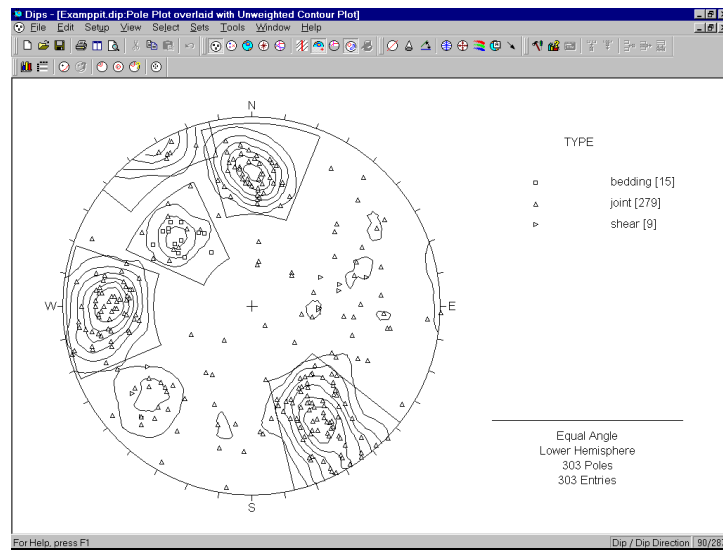 Dips - [Examppit.dip:Pole Plot overlaid with Unweighted Contour Plot]
File Edit Setup View Select Sets Tools Window Help
N
TYPE
bedding [15]
joint [279]
shear [9]
W
E
S
Equal Angle
Lower Hemisphere
303 Poles
303 Entries
For Help, press F1
Dip / Dip Direction